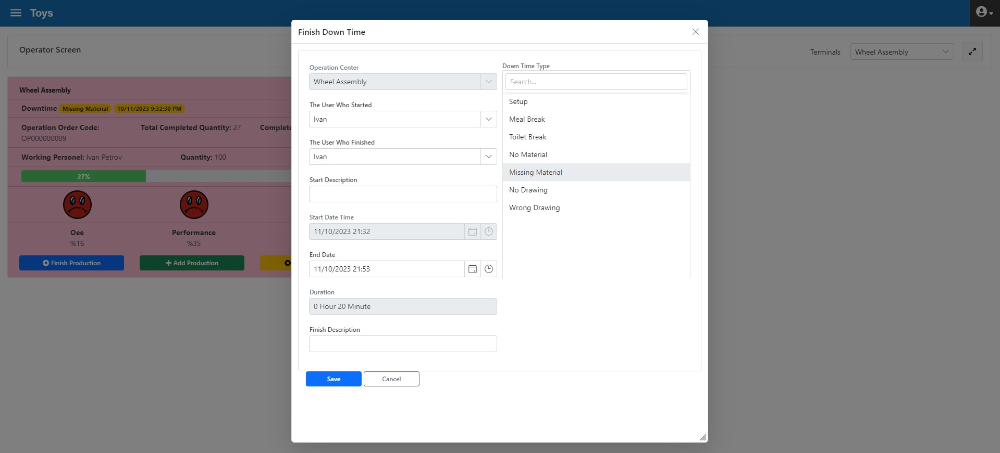 Toys
Operator Screen
Terminals
Wheel Assembly
Wheel Assembly
Downtime Missing Material 10/11/2023 9:32:30 PM
Operation Order Code: Total Completed Quantity: 27 Complete
OP000000009
Working Personel: Ivan Petrov Quantity: 100
27%
Oee Performance
%16 %35
Finish Production Add Production
Finish Down Time
Operation Center
Wheel Assembly
The User Who Started
Ivan
The User Who Finished
Ivan
Start Description
Start Date Time
11/10/2023 21:32
End Date
11/10/2023 21:53
Duration
0 Hour 20 Minute
Finish Description
Down Time Type
Search...
Setup
Meal Break
Toilet Break
No Material
Missing Material
No Drawing
Wrong Drawing
Save Cancel